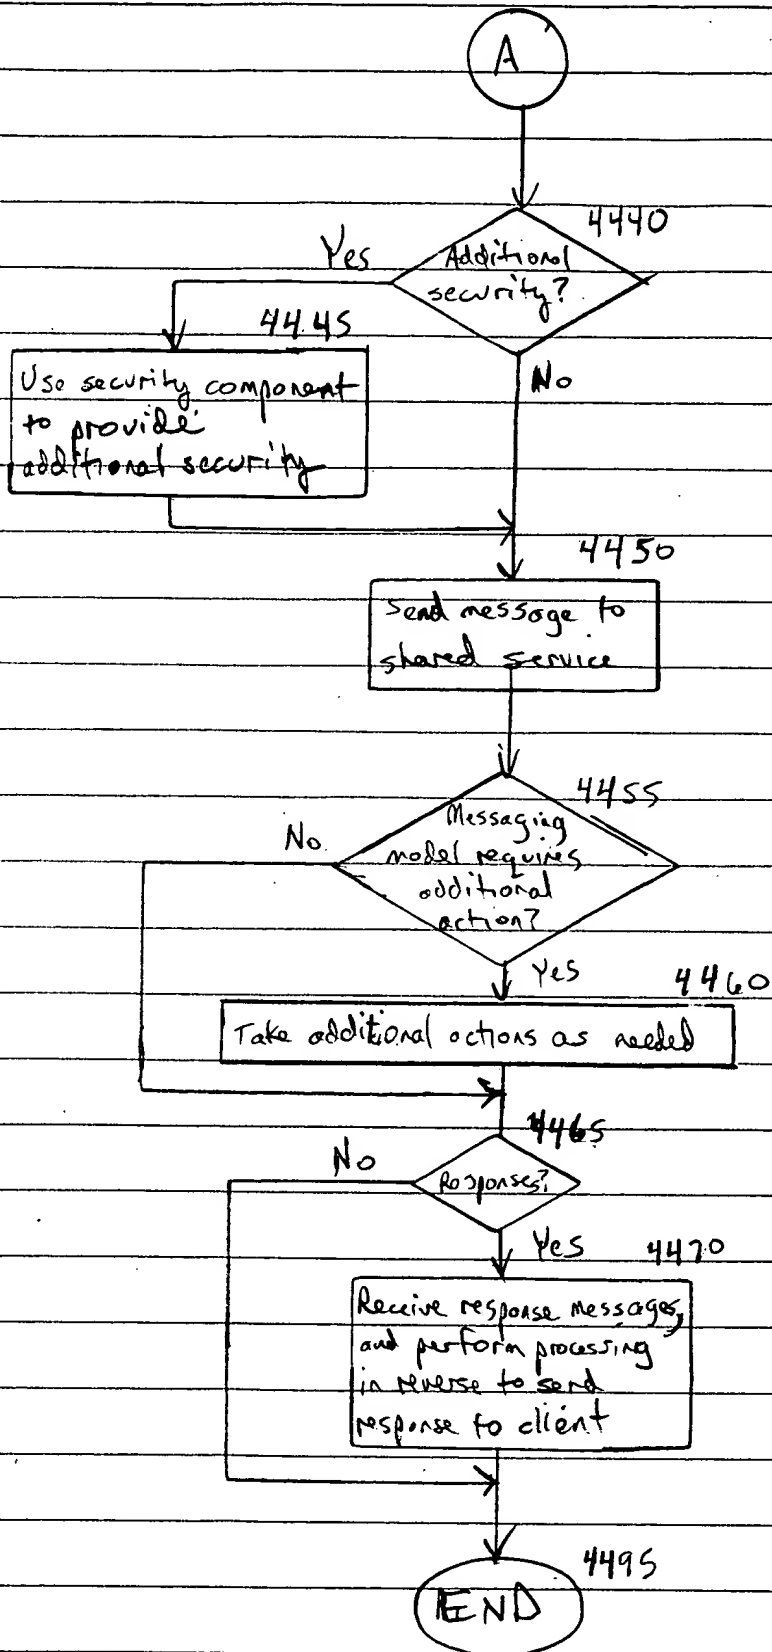 A
4440
Yes
Additional
security?
4445
No
Use security component
to provide
additional security
4450
Send message to
shared service
4455
No
Messaging
model requires
additional
action?
Yes
4460
Take additional actions as needed
4465
No
Responses?
Yes
4470
Receive response messages,
and perform processing
in reverse to send
response to client
4495
END